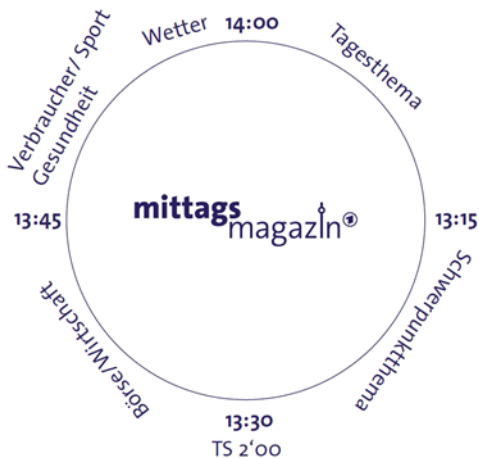 14:00
Tagesthema
13:15
Schwerpunktthema
13:30
TS 2'00
Börse/Wirtschaft
13:45
Verbraucher/Sport
Gesundheit
Wetter
mittags
magazin